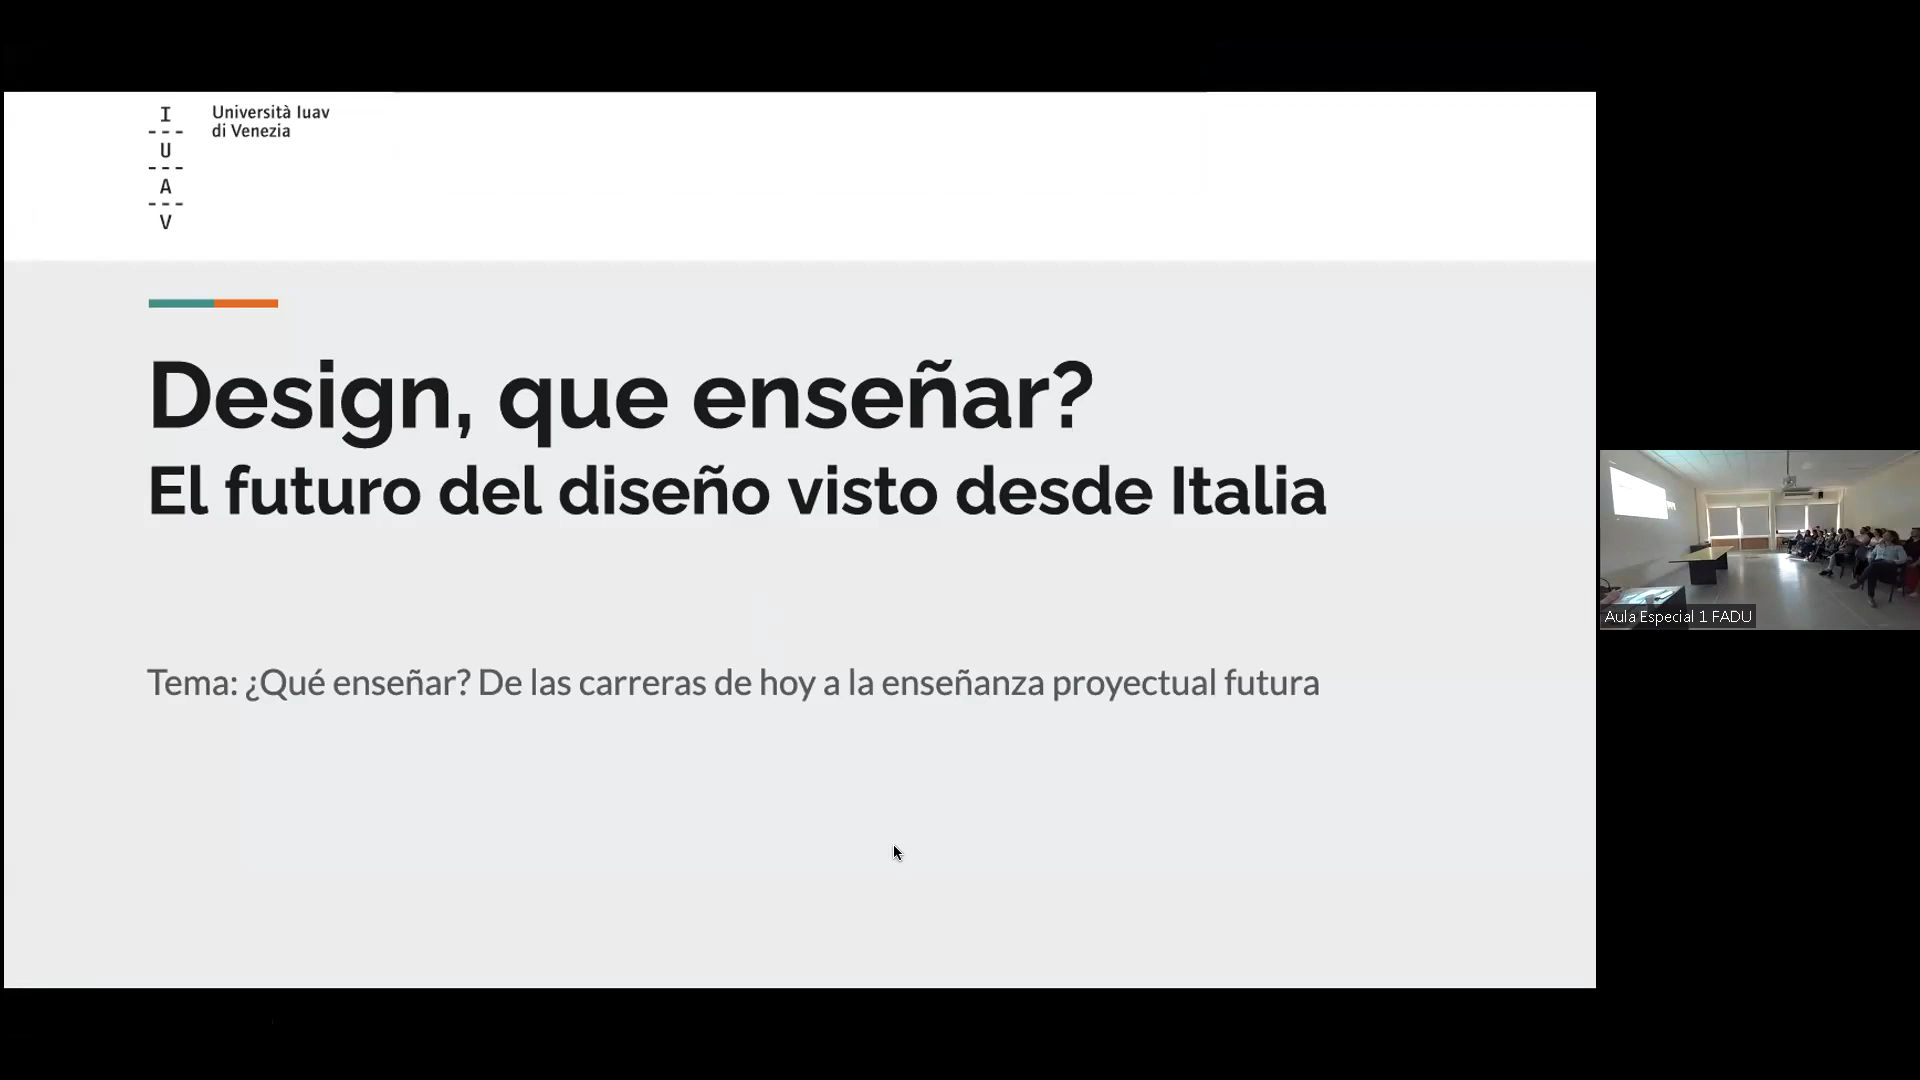 I
U
A
V
Università Iuav
di Venezia
Design, que enseñar?
El futuro del diseño visto desde Italia
Tema: ¿Qué enseñar? De las carreras de hoy a la enseñanza proyectual futura
Aula Especial 1 FADU